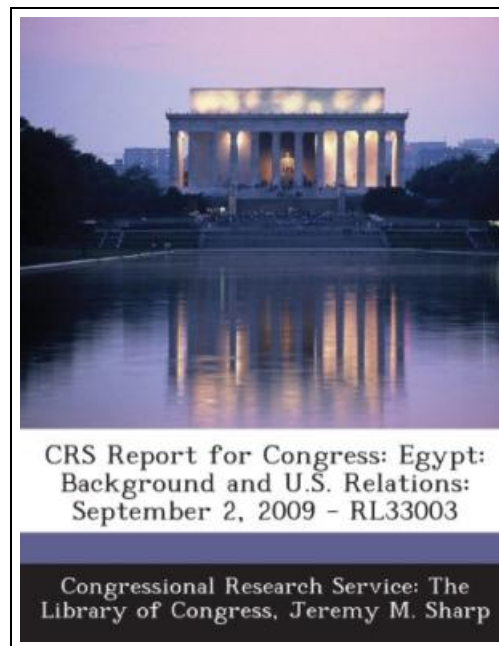 CRS Report for Congress: Egypt:
Background and U.S. Relations:
September 2, 2009 - RL33003
Congressional Research Service: The
Library of Congress, Jeremy M. Sharp